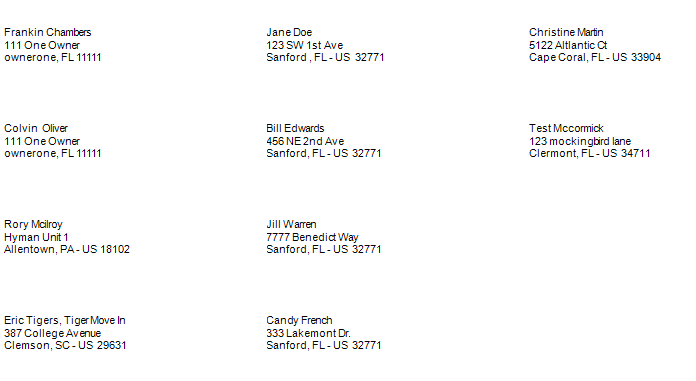 Frankin Chambers
111 One Owner
ownerone, FL 11111
Jane Doe
123 SW 1st Ave
Sanford , FL - US 32771
Christine Martin
5122 Altlantic Ct
Cape Coral, FL - US 33904
Colvin Oliver
111 One Owner
ownerone, FL 11111
Bill Edwards
456 NE 2nd Ave
Sanford, FL - US 32771
Test Mccormick
123 mockingbird lane
Clermont, FL - US 34711
Rory Mcilroy
Hyman Unit 1
Allentown, PA - US 18102
Jill Warren
7777 Benedict Way
Sanford, FL - US 32771
Eric Tigers, Tiger Move In
387 College Avenue
Clemson, SC - US 29631
Candy French
333 Lakemont Dr.
Sanford, FL - US 32771